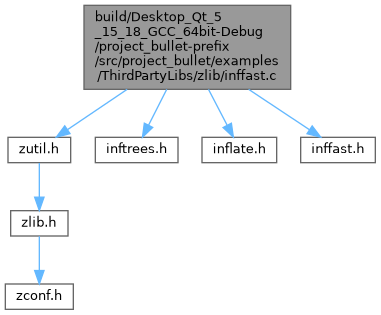 build/Desktop_Qt_5
_15_18_GCC_64bit-Debug
/project_bullet-prefix
/src/project_bullet/examples
/ThirdPartyLibs/zlib/inffast.c
zutil.h
inftrees.h
inflate.h
inffast.h
zlib.h
zconf.h